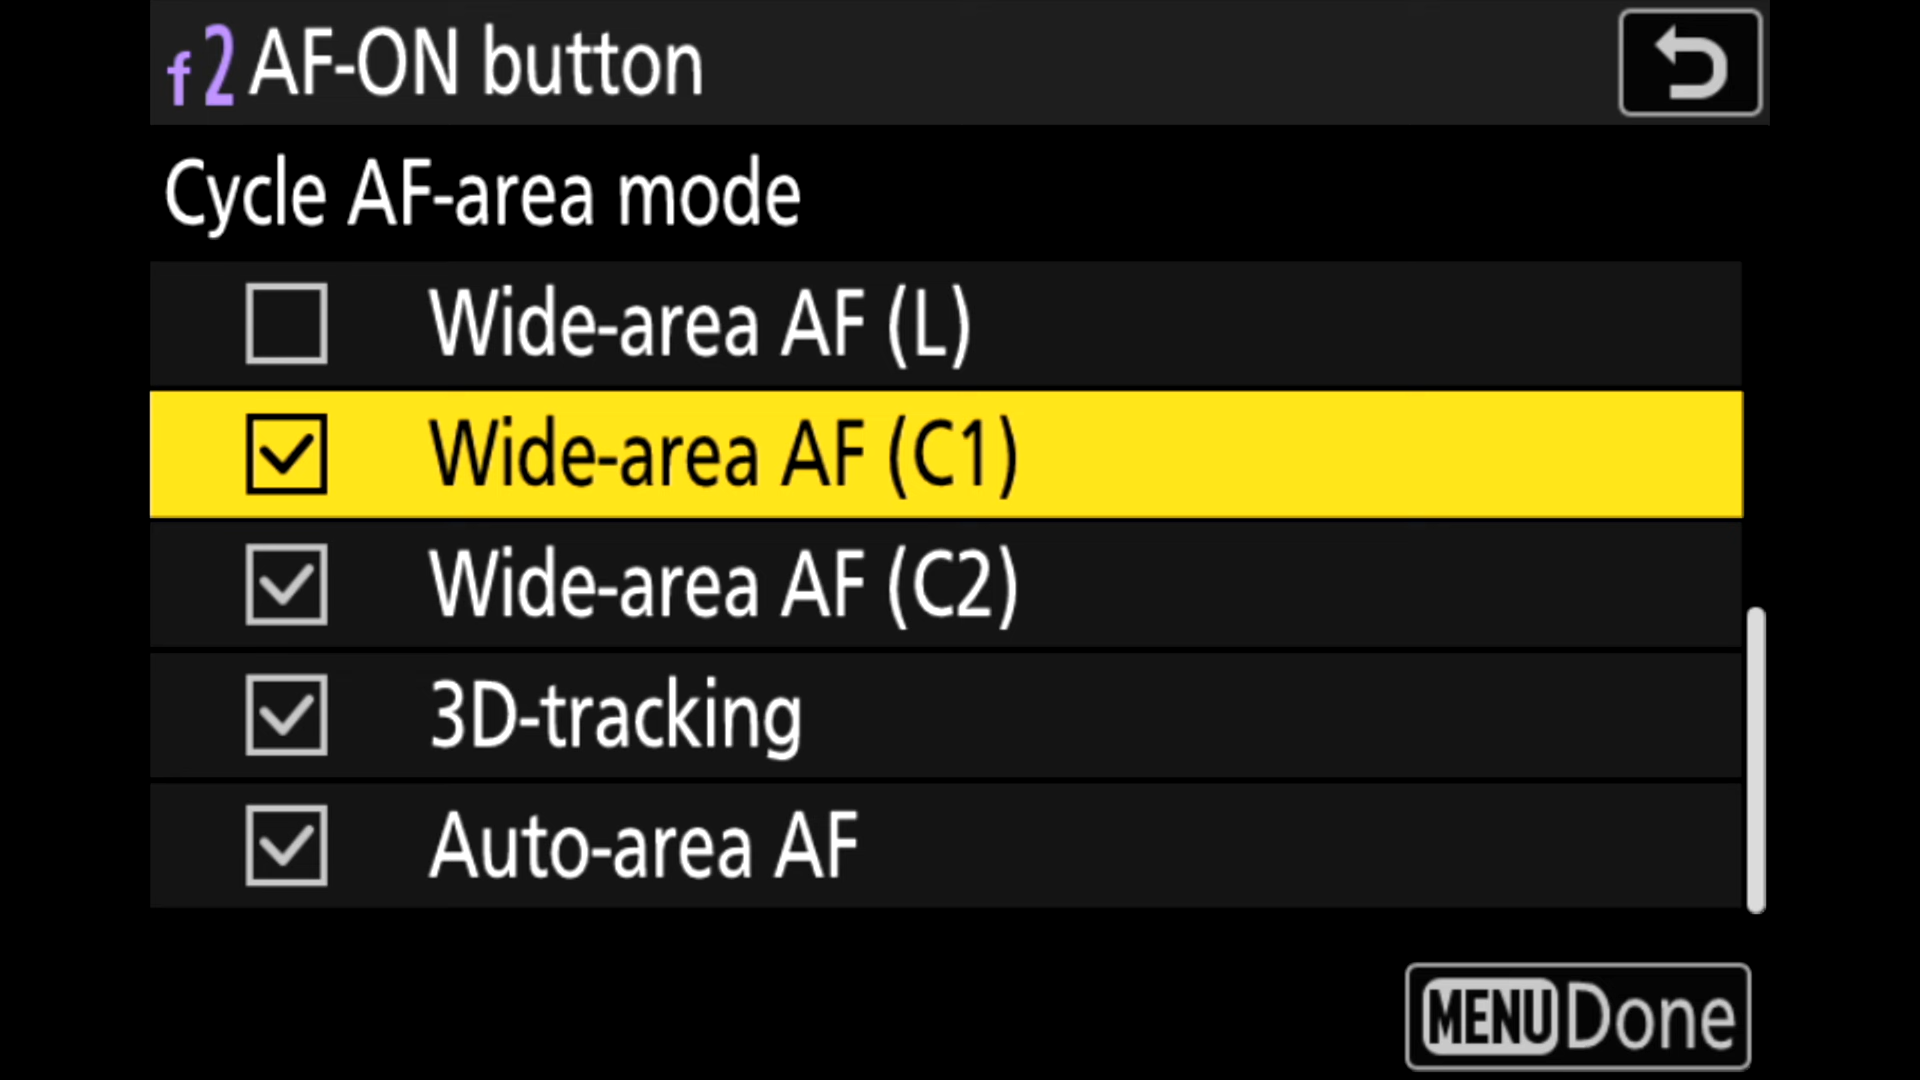 f2 AF-ON button
Cycle AF-area mode
Wide-area AF (L)
Wide-area AF (C1)
Wide-area AF (C2)
3D-tracking
Auto-area AF
MENU Done